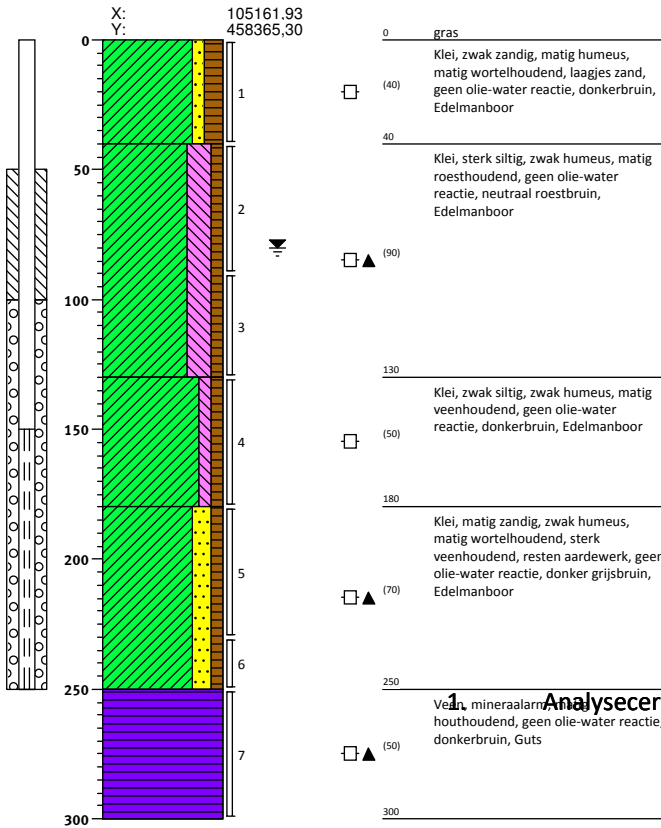 X: 105161,93
Y: 458365,30
0
50
100
150
200
250
300
1
2
3
4
5
6
7
0 gras
Klei, zwak zandig, matig humeus,
matig wortelhoudend, laagjes zand,
geen olie-water reactie, donkerbruin,
Edelmanboor
(40)
40
Klei, sterk siltig, zwak humeus, matig
roesthoudend, geen olie-water
reactie, neutraal roestbruin,
Edelmanboor
(90)
130
Klei, zwak siltig, zwak humeus, matig
veenhoudend, geen olie-water
reactie, donkerbruin, Edelmanboor
(50)
180
Klei, matig zandig, zwak humeus,
matig wortelhoudend, sterk
veenhoudend, resten aardewerk, geen
olie-water reactie, donker grijsbruin,
Edelmanboor
(70)
250
1. Analysecer
Veen, mineraalarm, matig
houthoudend, geen olie-water reactie,
donkerbruin, Guts
(50)
300